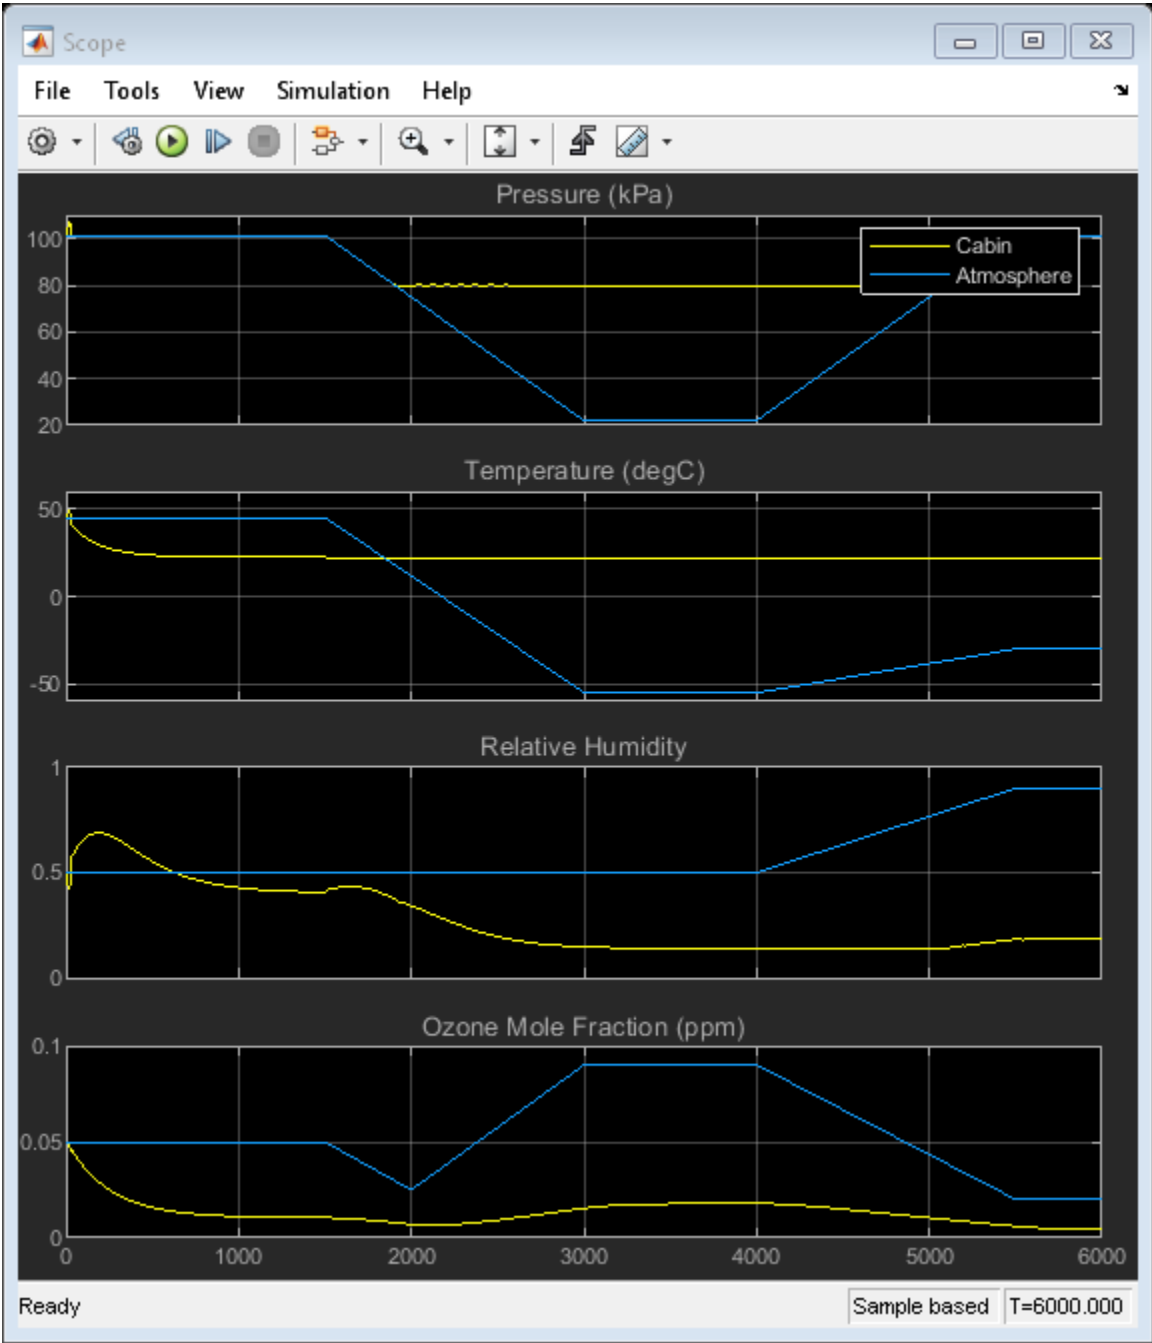 Scope
File Tools View Simulation Help
Pressure (kPa)
100
80
60
40
20
Cabin
Atmosphere
Temperature (degC)
50
0
-50
Relative Humidity
1
0.5
0
Ozone Mole Fraction (ppm)
0.1
0.05
0
0 1000 2000 3000 4000 5000 6000
Ready Sample based T=6000.000